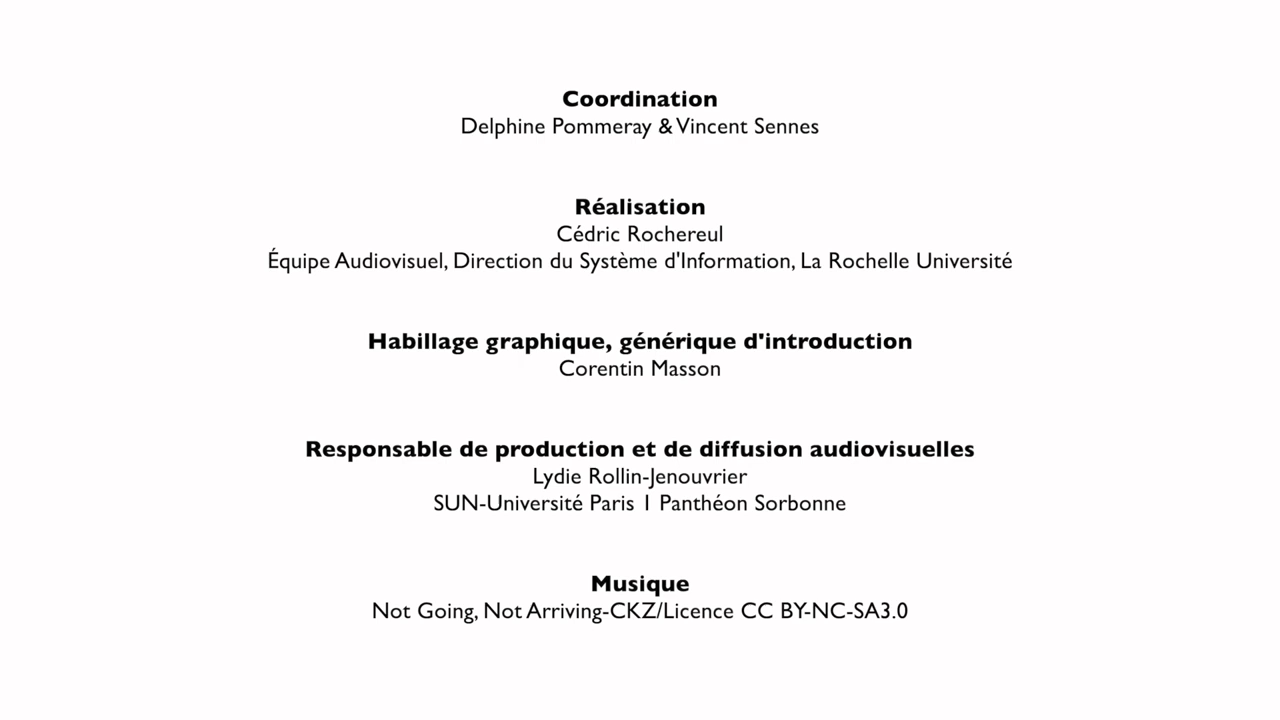 Coordination
Delphine Pommeray & Vincent Sennes
Réalisation
Cédric Rochereul
Équipe Audiovisuel, Direction du Système d'Information, La Rochelle Université
Habillage graphique, générique d'introduction
Corentin Masson
Responsable de production et de diffusion audiovisuelles
Lydie Rollin-Jenouvrier
SUN-Université Paris 1 Panthéon Sorbonne
Musique
Not Going, Not Arriving-CKZ/Licence CC BY-NC-SA3.0